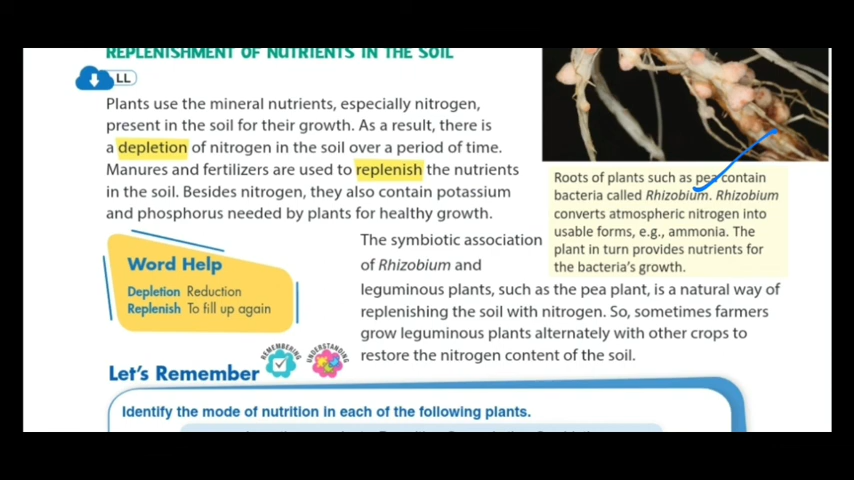 REPLENISHMENT OF NUTRIENTS IN THE SOIL
LL
Plants use the mineral nutrients, especially nitrogen,
present in the soil for their growth. As a result, there is
a depletion of nitrogen in the soil over a period of time.
Manures and fertilizers are used to replenish the nutrients
in the soil. Besides nitrogen, they also contain potassium
and phosphorus needed by plants for healthy growth.
Roots of plants such as pea contain
bacteria called Rhizobium. Rhizobium
converts atmospheric nitrogen into
usable forms, e.g., ammonia. The
plant in turn provides nutrients for
the bacteria's growth.
Word Help
Depletion Reduction
Replenish To fill up again
The symbiotic association
of Rhizobium and
leguminous plants, such as the pea plant, is a natural way of
replenishing the soil with nitrogen. So, sometimes farmers
grow leguminous plants alternately with other crops to
restore the nitrogen content of the soil.
Let's Remember
REMEMBERING
UNDERSTANDING
Identify the mode of nutrition in each of the following plants.